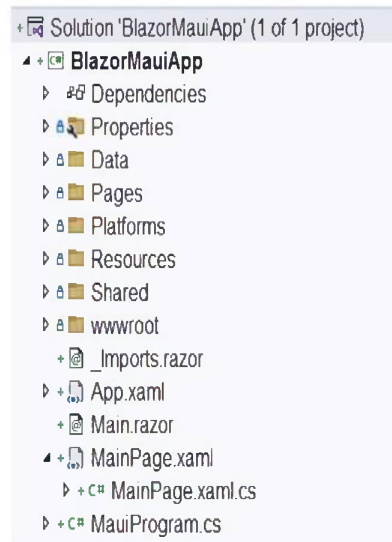 Solution 'BlazorMauiApp' (1 of 1 project)
BlazorMauiApp
Dependencies
Properties
Data
Pages
Platforms
Resources
Shared
wwwroot
_Imports.razor
App.xaml
Main.razor
MainPage.xaml
C# MainPage.xaml.cs
C# MauiProgram.cs